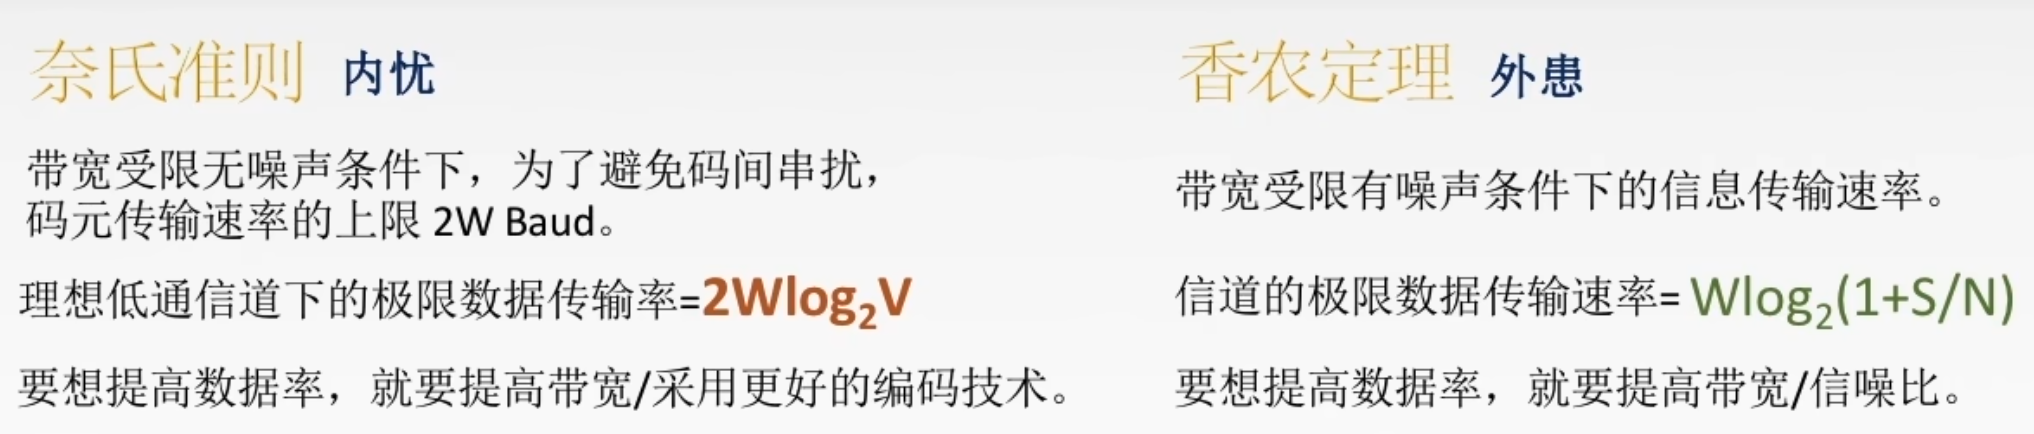 奈氏准则 内忧
带宽受限无噪声条件下，为了避免码间串扰，
码元传输速率的上限 2W Baud。
理想低通信道下的极限数据传输率=2Wlog₂V
要想提高数据率，就要提高带宽/采用更好的编码技术。
香农定理 外患
带宽受限有噪声条件下的信息传输速率。
信道的极限数据传输速率= Wlog₂(1+S/N)
要想提高数据率，就要提高带宽/信噪比。